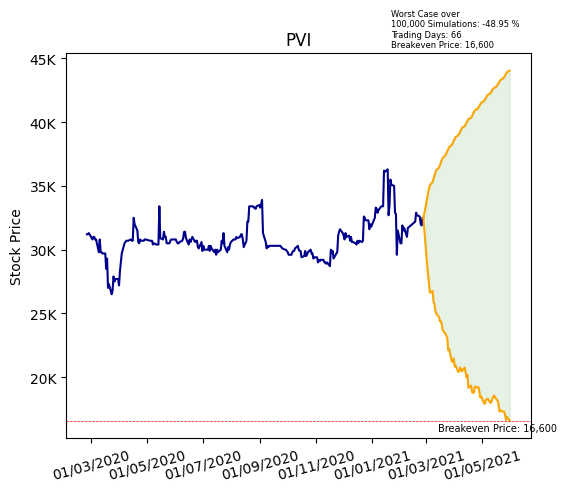 Worst Case over
100,000 Simulations: -48.95 %
Trading Days: 66
Breakeven Price: 16,600
PVI
Stock Price
45K
40K
35K
30K
25K
20K
Breakeven Price: 16,600
01/03/2020
01/05/2020
01/07/2020
01/09/2020
01/11/2020
01/01/2021
01/03/2021
01/05/2021